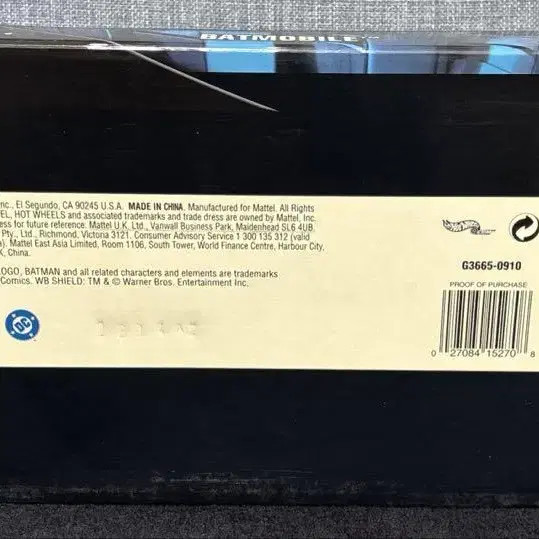 BATMOBILE
nc., El Segundo, CA 90245 U.S.A. MADE IN CHINA. Manufactured for Mattel. All Rights
EL, HOT WHEELS and associated trademarks and trade dress are owned by Mattel, Inc.
ess for future reference. Mattel U.K. Ltd., Vanwall Business Park, Maidenhead SL6 4UB.
Pty., Ltd., Richmond, Victoria 3121. Consumer Advisory Service 1 300 135 312 (valid
). Mattel East Asia Limited, Room 1106, South Tower, World Finance Centre, Harbour City,
K, China.
OGO, BATMAN and all related characters and elements are trademarks
Comics. WB SHIELD: TM & © Warner Bros. Entertainment Inc.
DC
G3665-0910
PROOF OF PURCHASE
0 27084 15270 8